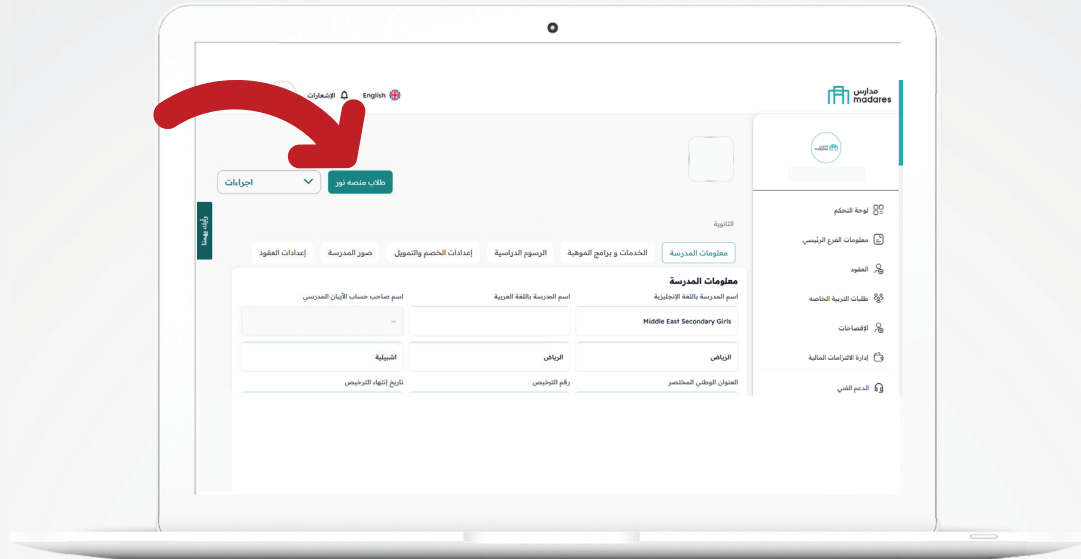 مدارس
madares
English
الإشعارات
لوحة التحكم
معلومات الفرع الرئيسي
العقود
طلبات التربية الخاصه
الإفصاحات
إدارة الالتزامات المالية
الدعم الفني
طلاب منصه نور
اجراءات
رأيك يهمنا
الثانوية
معلومات المدرسة
الخدمات و برامج الموهبة
الرسوم الدراسية
إعدادات الخصم والتمويل
صور المدرسة
إعدادات العقود
معلومات المدرسة
اسم المدرسة باللغة الإنجليزية
اسم المدرسة باللغة العربية
اسم صاحب حساب الآيبان المدرسي
Middle East Secondary Girls
--
الرياض
الرياض
اشبيلية
العنوان الوطني المختصر
رقم الترخيص
تاريخ إنتهاء الترخيص